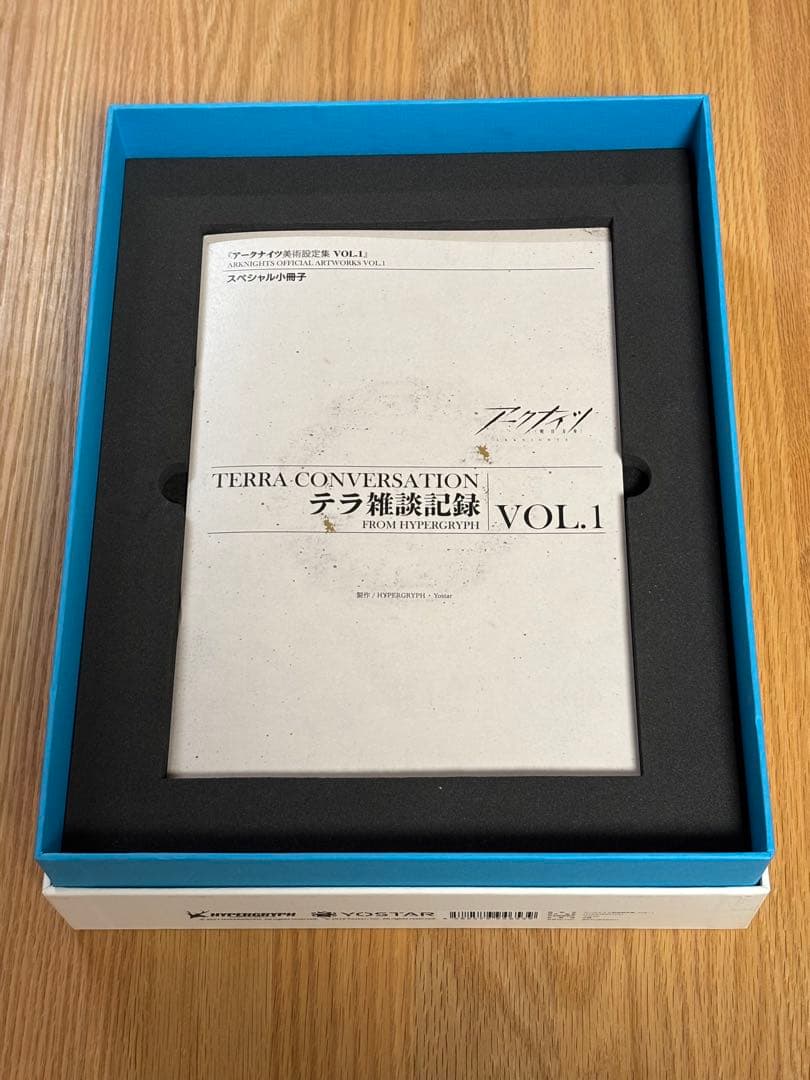 『アークナイツ美術設定集 VOL.1』
ARKNIGHTS OFFICIAL ARTWORKS VOL.1
スペシャル小冊子
アークナイツ
ARKNIGHTS
TERRA CONVERSATION
テラ雑談記録
FROM HYPERGRYPH
VOL.1
製作 / HYPERGRYPH・Yostar
HYPERGRYPH
YOSTAR